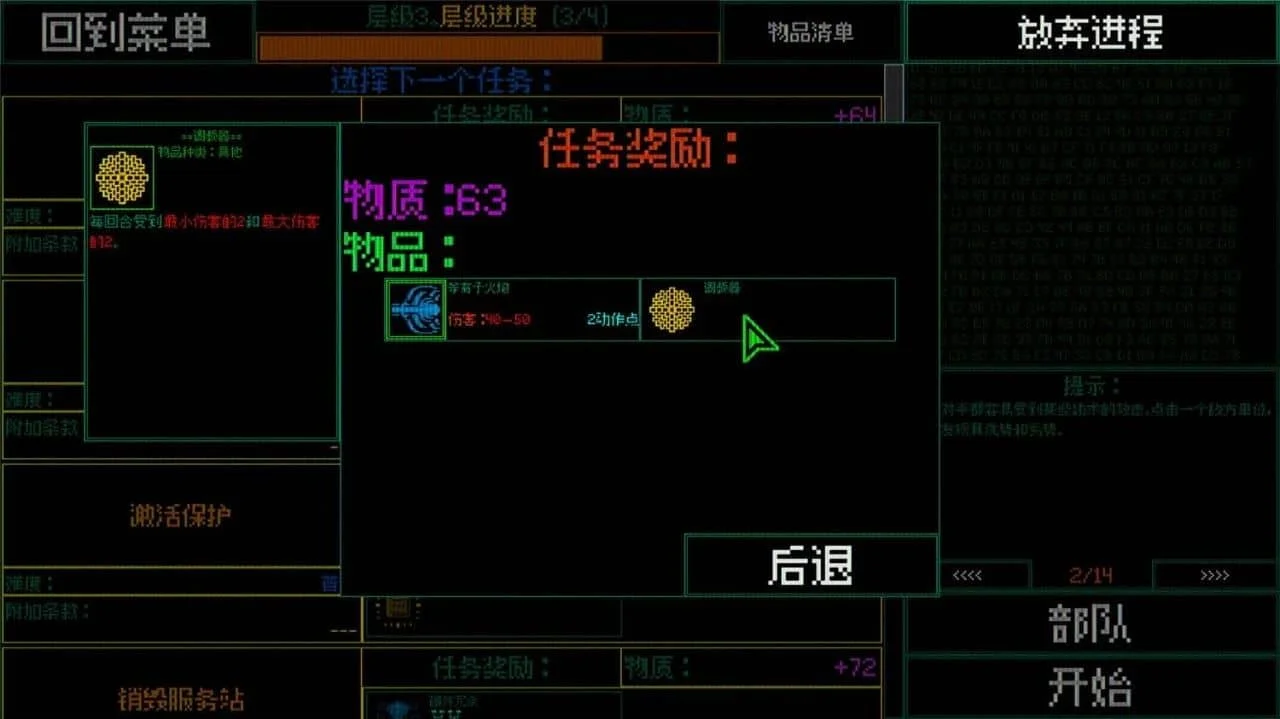 回到菜单
层级3、层级进度 (3/4)
物品清单
放弃进程
选择下一个任务：
任务奖励：
物质：
+64
==调频器==
物品种类：其他
每回合受到最小伤害的2和最大伤害
的2。
任务奖励：
物质：63
物品：
等离子火焰
伤害：40-50
2动作点
调频器
难度：
附加条款
难度：
附加条款
激活保护
难度：
普
附加条款：
---
提示：
<<<<
2/14
>>>>
部队
后退
开始
销毁服务站
任务奖励：
物质：
+72